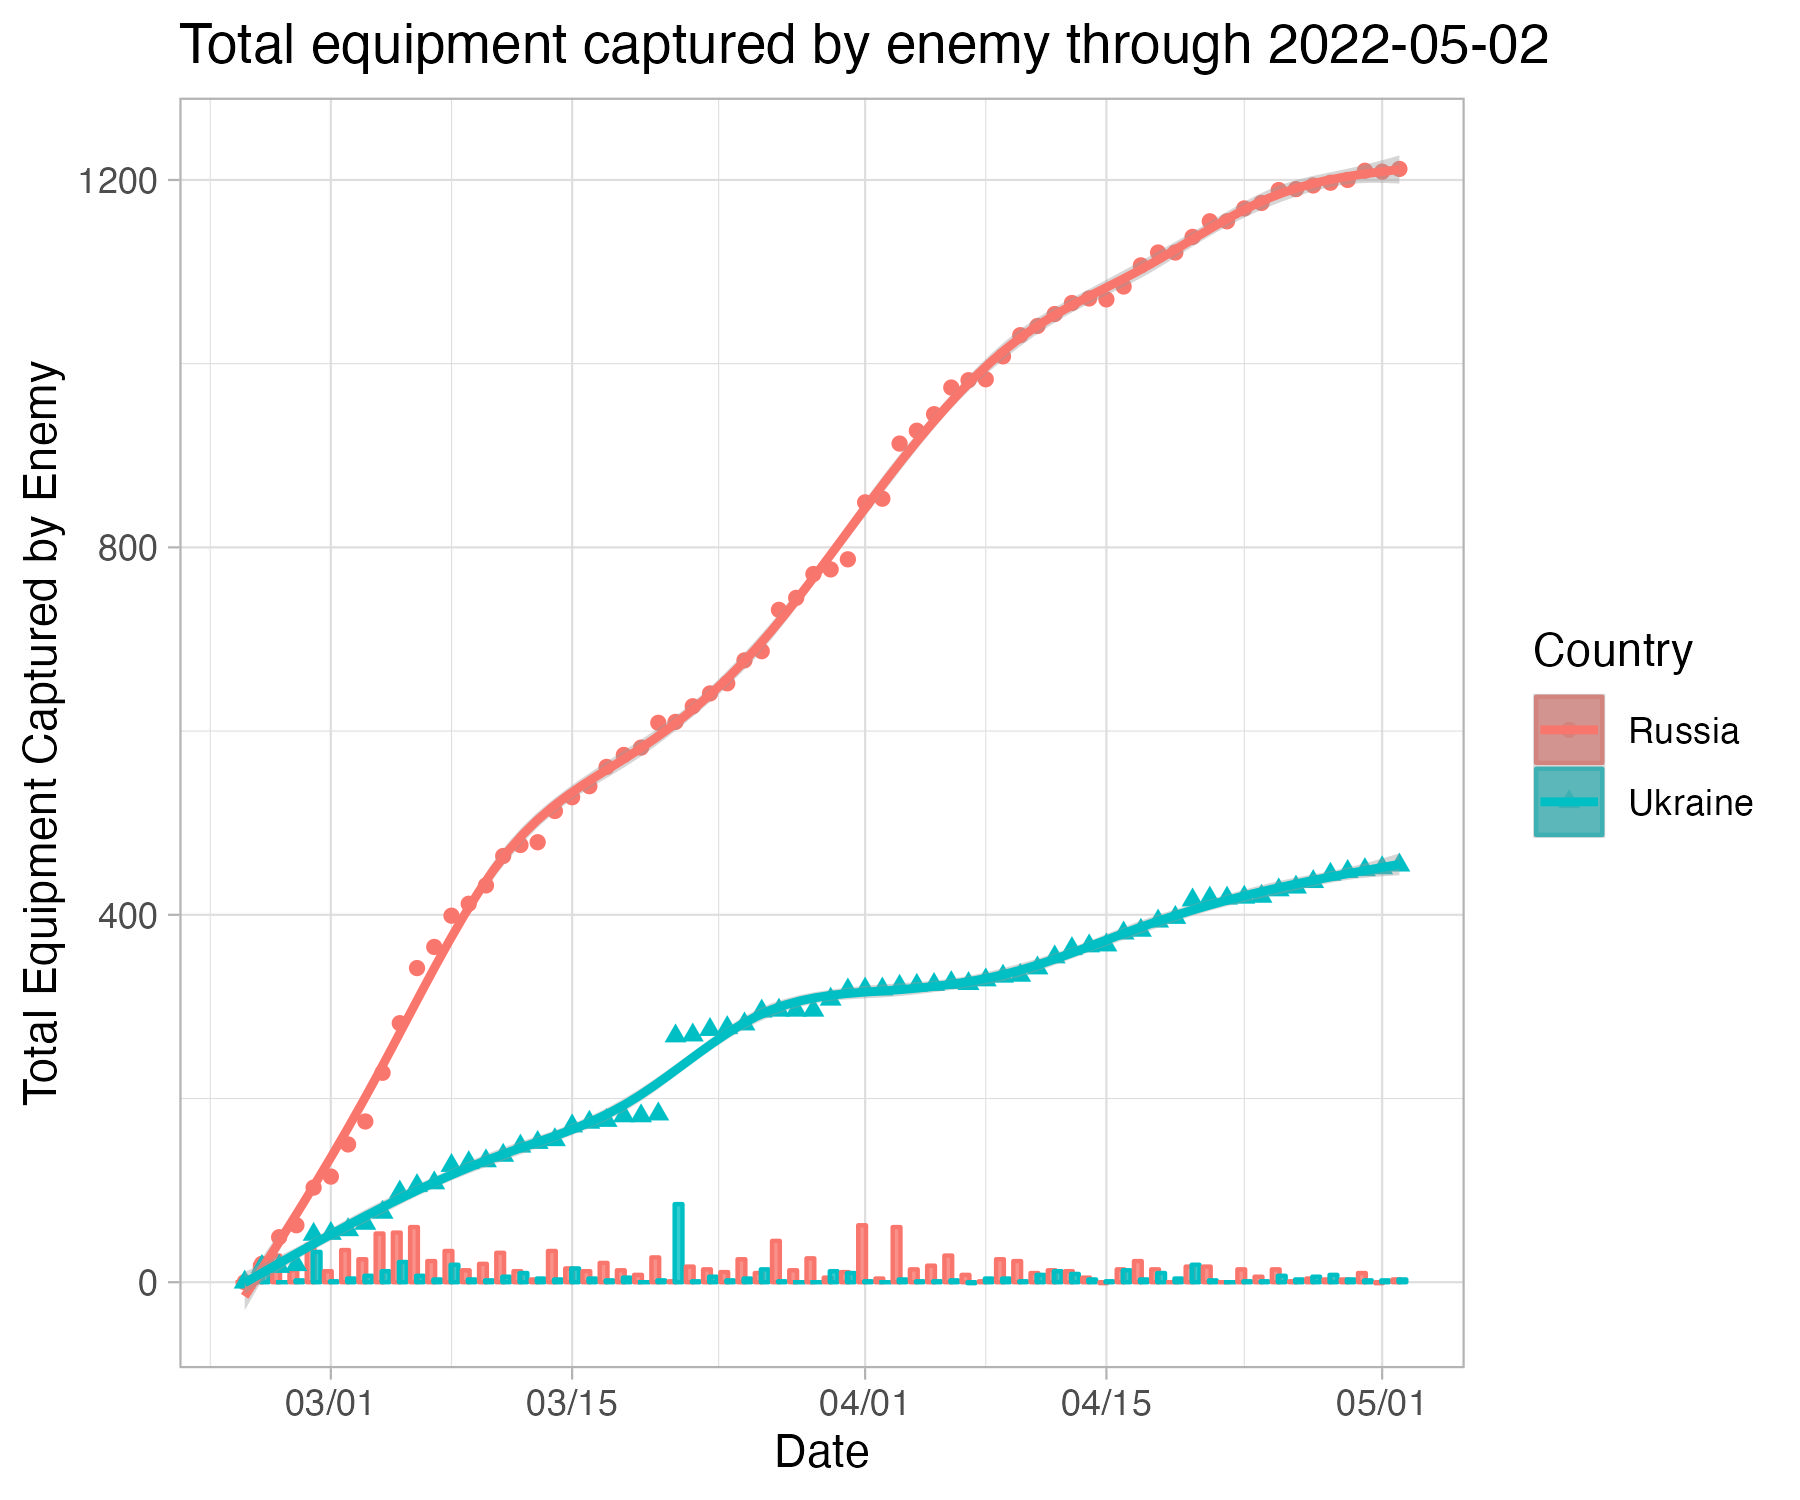 Total equipment captured by enemy through 2022-05-02
Total Equipment Captured by Enemy
1200
800
400
0
03/01
03/15
04/01
04/15
05/01
Date
Country
Russia
Ukraine